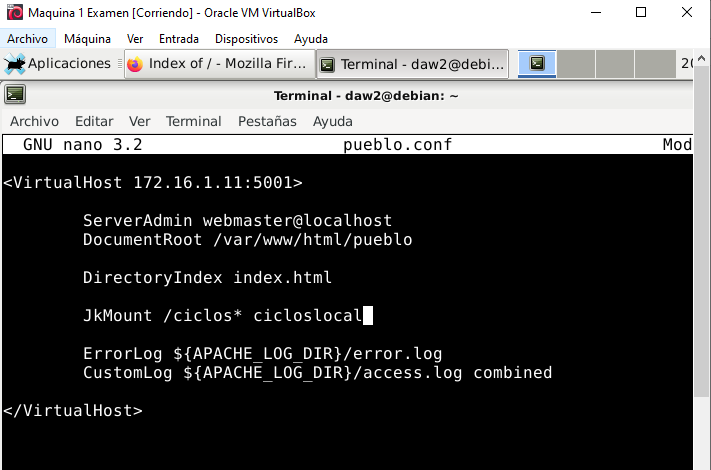 Maquina 1 Examen [Corriendo] - Oracle VM VirtualBox
Archivo Máquina Ver Entrada Dispositivos Ayuda
Aplicaciones Index of / - Mozilla Fir... Terminal - daw2@debi... 20
Terminal - daw2@debian: ~
Archivo Editar Ver Terminal Pestañas Ayuda
GNU nano 3.2 pueblo.conf Mod
<VirtualHost 172.16.1.11:5001>
ServerAdmin webmaster@localhost
DocumentRoot /var/www/html/pueblo
DirectoryIndex index.html
JkMount /ciclos* cicloslocal
ErrorLog ${APACHE_LOG_DIR}/error.log
CustomLog ${APACHE_LOG_DIR}/access.log combined
</VirtualHost>